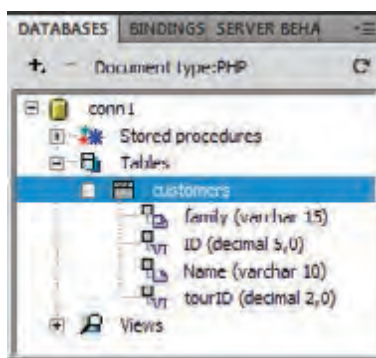 DATABASES BINDINGS SERVER BEHA
Document type:PHP
conn1
Stored procedures
Tables
customers
family (varchar 15)
ID (decimal 5,0)
Name (varchar 10)
tourID (decimal 2,0)
Views